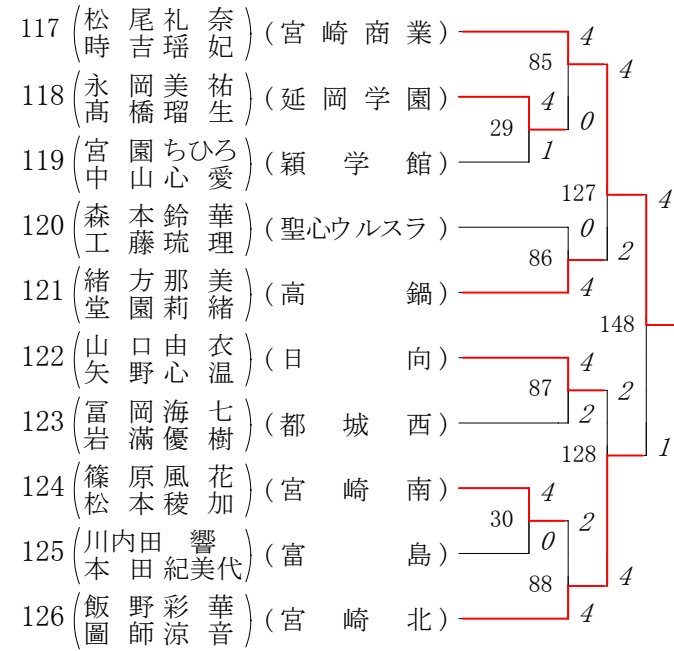 117 (松尾礼奈 時吉瑶妃) (宮崎商業) 4
85 4
118 (永岡美祐 髙橋瑠生) (延岡学園) 4 0
29
119 (宮園ちひろ 中山心愛) (穎学館) 1
127 4
120 (森本鈴華 工藤琉理) (聖心ウルスラ) 0
86 2
121 (緒方那美 堂園莉緒) (高鍋) 4
148
122 (山口由衣 矢野心温) (日向) 4
87 2
123 (冨岡海七 岩満優樹) (都城西) 2
128 1
124 (篠原風花 松本稜加) (宮崎南) 4
30 2
125 (川内田響 本田紀美代) (富島) 0
88 4
126 (飯野彩華 圖師涼音) (宮崎北) 4